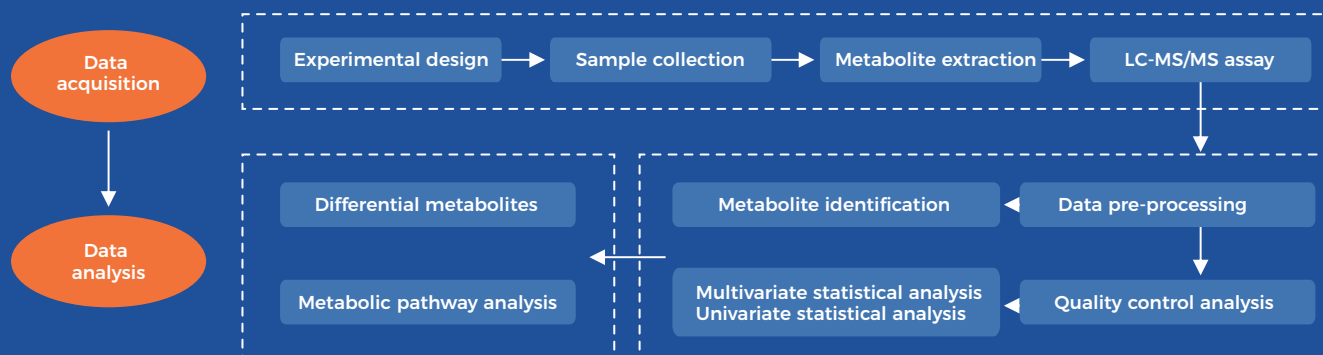 Data
acquisition
Experimental design
Sample collection
Metabolite extraction
LC-MS/MS assay
Data
analysis
Differential metabolites
Metabolite identification
Data pre-processing
Metabolic pathway analysis
Multivariate statistical analysis
Univariate statistical analysis
Quality control analysis